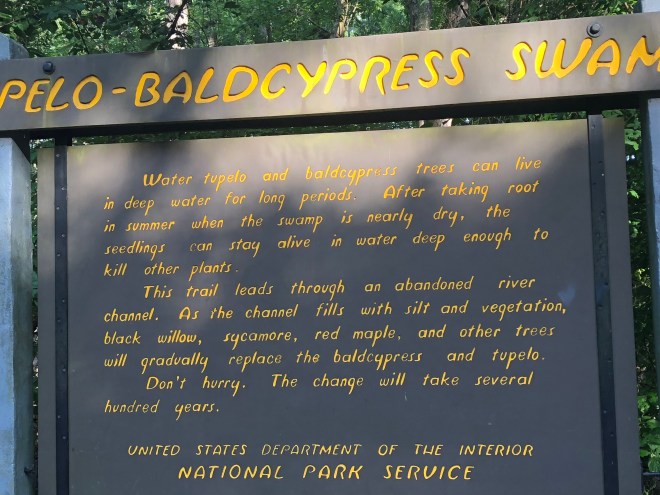 PELO-BALDCYPRESS SWAM
Water tupelo and baldcypress trees can live
in deep water for long periods. After taking root
in summer when the swamp is nearly dry, the
seedlings can stay alive in water deep enough to
kill other plants.
This trail leads through an abandoned river
channel. As the channel fills with silt and vegetation,
black willow, sycamore, red maple, and other trees
will gradually replace the baldcypress and tupelo.
Don't hurry. The change will take several
hundred years.
UNITED STATES DEPARTMENT OF THE INTERIOR
NATIONAL PARK SERVICE